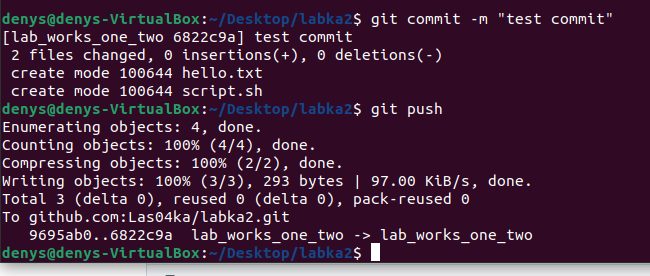 denys@denys-VirtualBox:~/Desktop/labka2$ git commit -m "test commit"
[lab_works_one_two 6822c9a] test commit
 2 files changed, 0 insertions(+), 0 deletions(-)
 create mode 100644 hello.txt
 create mode 100644 script.sh
denys@denys-VirtualBox:~/Desktop/labka2$ git push
Enumerating objects: 4, done.
Counting objects: 100% (4/4), done.
Compressing objects: 100% (2/2), done.
Writing objects: 100% (3/3), 293 bytes | 97.00 KiB/s, done.
Total 3 (delta 0), reused 0 (delta 0), pack-reused 0
To github.com:Las04ka/labka2.git
   9695ab0..6822c9a  lab_works_one_two -> lab_works_one_two
denys@denys-VirtualBox:~/Desktop/labka2$